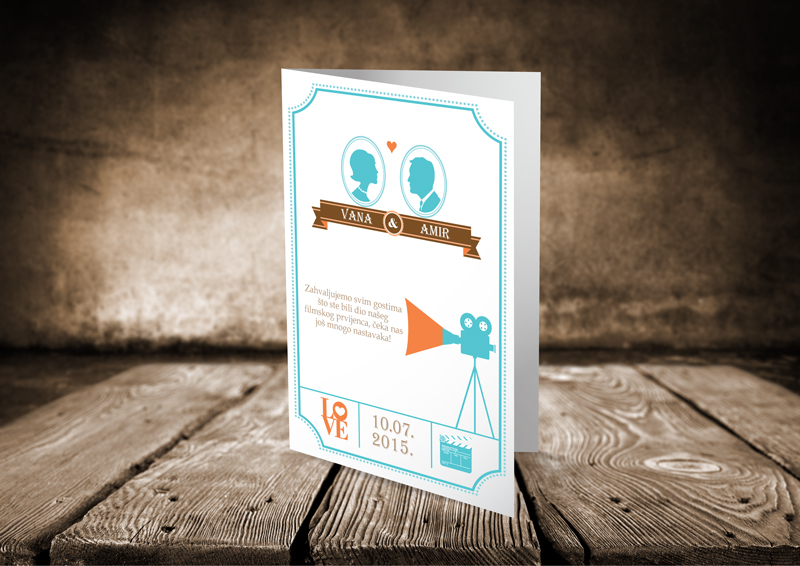 VANA & AMIR
Zahvaljujemo svim gostima
što ste bili dio našeg
filmskog prvijenca, čeka nas
još mnogo nastavaka!
LO
VE
10.07.
2015.